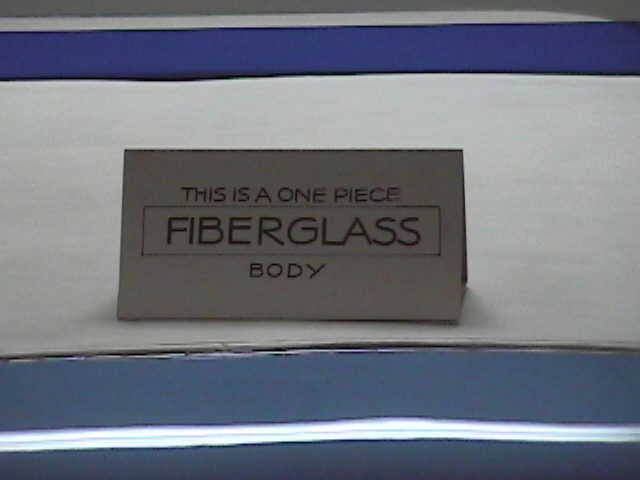 THIS IS A ONE PIECE
FIBERGLASS
BODY